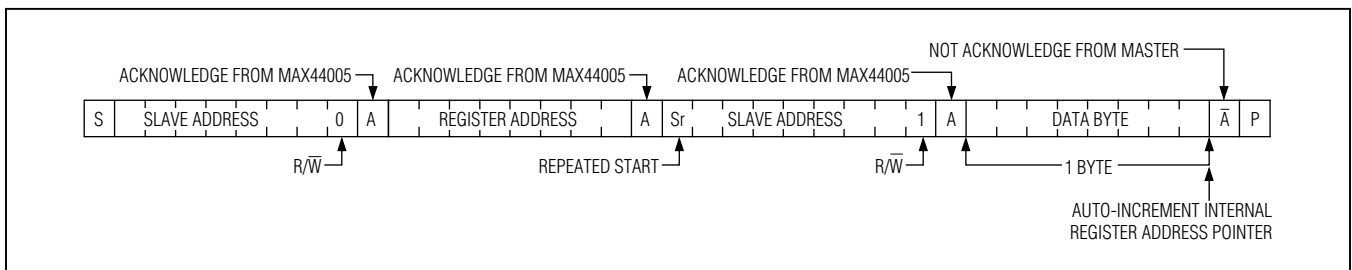 NOT ACKNOWLEDGE FROM MASTER
ACKNOWLEDGE FROM MAX44005 ACKNOWLEDGE FROM MAX44005 ACKNOWLEDGE FROM MAX44005
S SLAVE ADDRESS 0 A REGISTER ADDRESS A Sr SLAVE ADDRESS 1 A DATA BYTE A̅ P
R/W̅ REPEATED START R/W̅ 1 BYTE
AUTO-INCREMENT INTERNAL
REGISTER ADDRESS POINTER